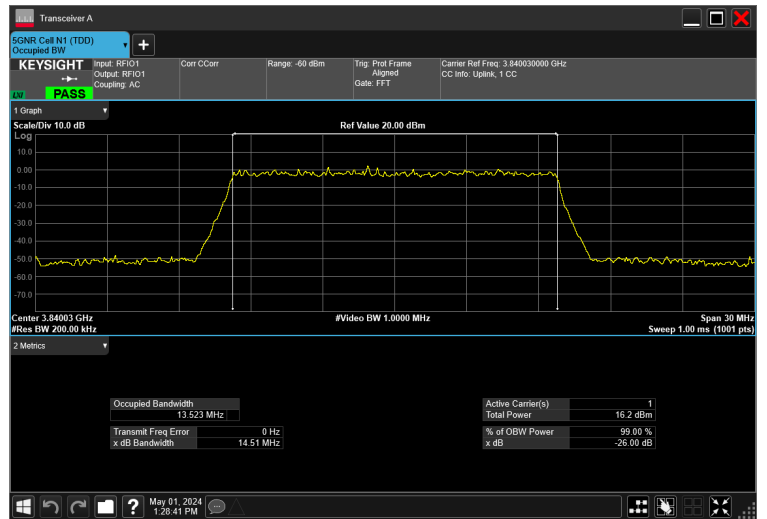 Transceiver A
5GNR Cell N1 (TDD)
Occupied BW
KEYSIGHT
LXI
PASS
Input: RFIO1
Output: RFIO1
Coupling: AC
Corr CCorr
Range: -60 dBm
Trig: Prot Frame
Aligned
Gate: FFT
Carrier Ref Freq: 3.840030000 GHz
CC Info: Uplink, 1 CC
1 Graph
Scale/Div 10.0 dB
Ref Value 20.00 dBm
Log
10.0
0.00
-10.0
-20.0
-30.0
-40.0
-50.0
-60.0
-70.0
Center 3.84003 GHz
#Video BW 1.0000 MHz
Span 30 MHz
#Res BW 200.00 kHz
Sweep 1.00 ms (1001 pts)
2 Metrics
Occupied Bandwidth
13.523 MHz
Transmit Freq Error 0 Hz
x dB Bandwidth 14.51 MHz
Active Carrier(s) 1
Total Power 16.2 dBm
% of OBW Power 99.00 %
x dB -26.00 dB
?
May 01, 2024
1:28:41 PM